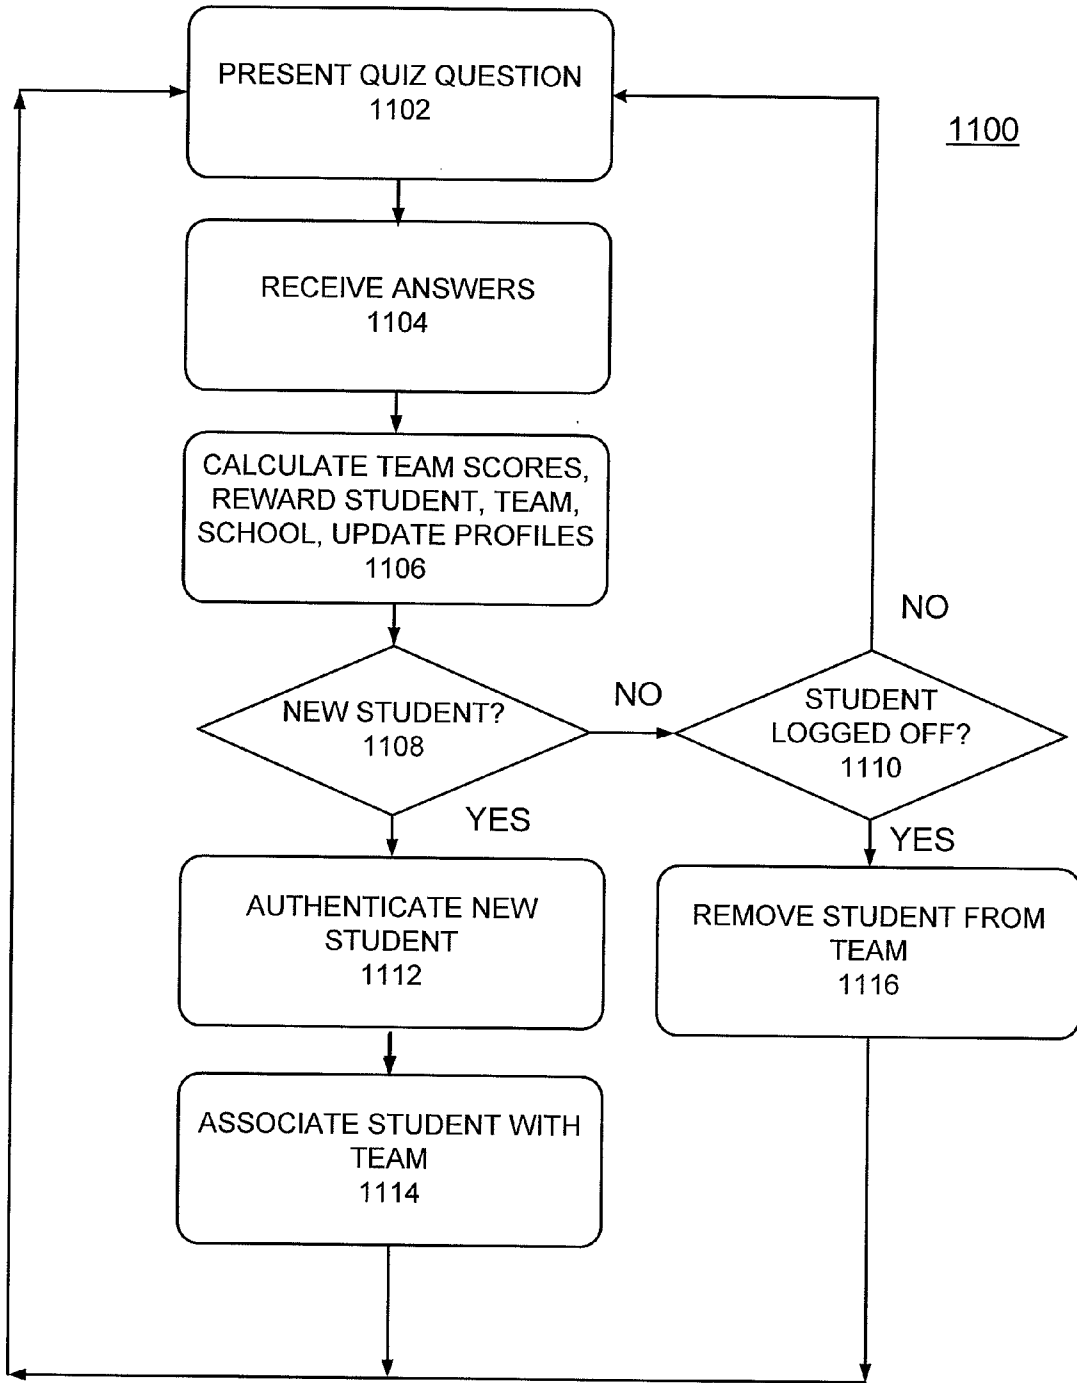 PRESENT QUIZ QUESTION
1102
1100
RECEIVE ANSWERS
1104
CALCULATE TEAM SCORES,
REWARD STUDENT, TEAM,
SCHOOL, UPDATE PROFILES
1106
NO
NEW STUDENT?
1108
NO
STUDENT
LOGGED OFF?
1110
YES
YES
AUTHENTICATE NEW
STUDENT
1112
REMOVE STUDENT FROM
TEAM
1116
ASSOCIATE STUDENT WITH
TEAM
1114